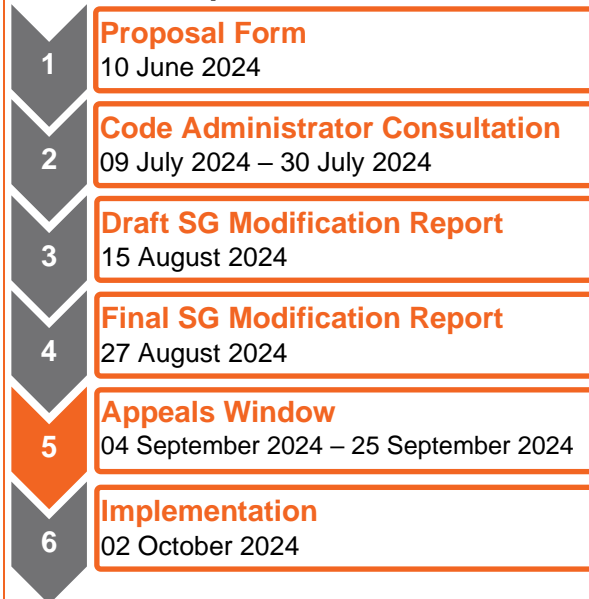 1
Proposal Form
10 June 2024
2
Code Administrator Consultation
09 July 2024 – 30 July 2024
3
Draft SG Modification Report
15 August 2024
4
Final SG Modification Report
27 August 2024
5
Appeals Window
04 September 2024 – 25 September 2024
6
Implementation
02 October 2024